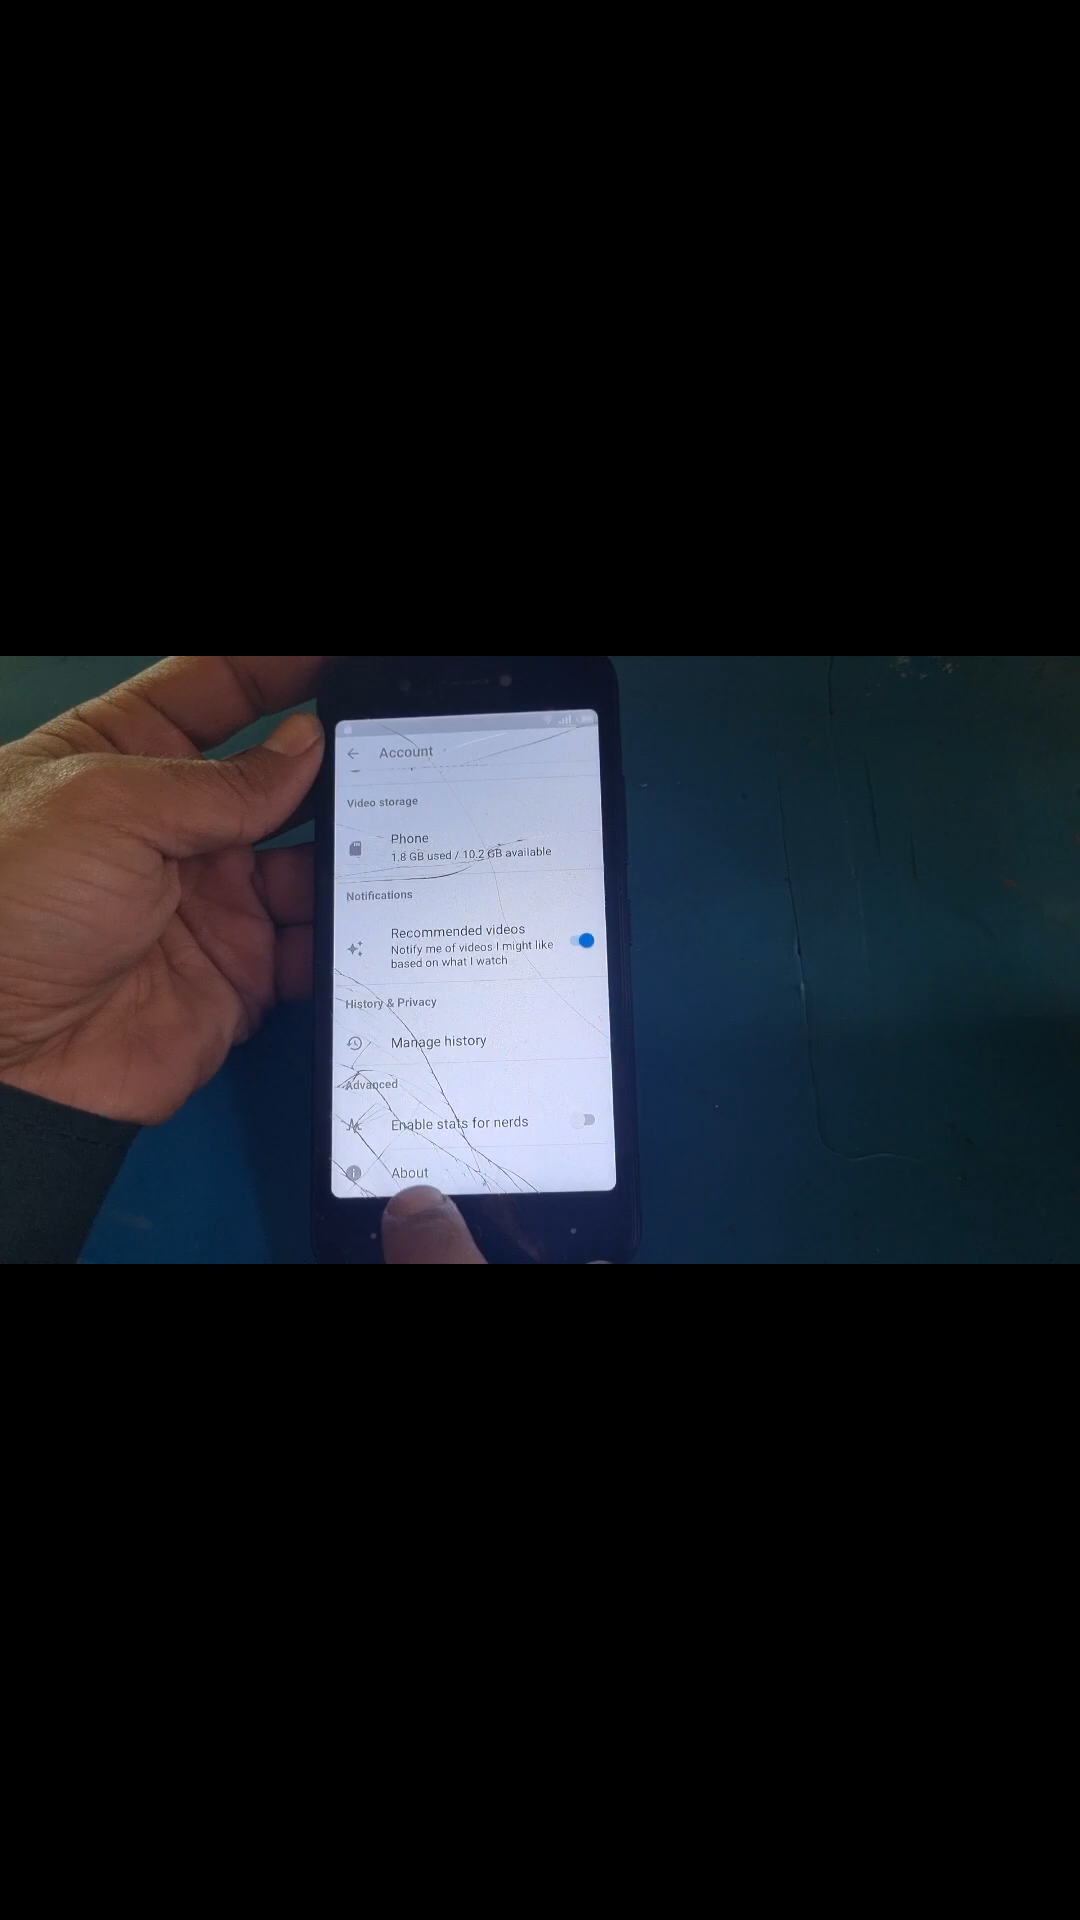 Account
Video storage
Phone
1.8 GB used / 10.2 GB available
Notifications
Recommended videos
Notify me of videos I might like
based on what I watch
History & Privacy
Manage history
Advanced
Enable stats for nerds
About